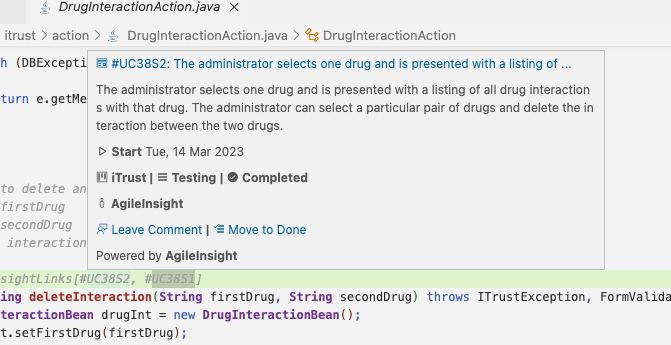 DrugInteractionAction.java ×
itrust > action > DrugInteractionAction.java > DrugInteractionAction
h (DBExcepti
#UC38S2: The administrator selects one drug and is presented with a listing of ...
The administrator selects one drug and is presented with a listing of all drug interaction
turn e.getMe
s with that drug. The administrator can select a particular pair of drugs and delete the in
teraction between the two drugs.
Start Tue, 14 Mar 2023
iTrust | Testing | Completed
to delete an
firstDrug
AgileInsight
secondDrug
Leave Comment | Move to Done
interaction
Powered by AgileInsight
sightLinks[#UC38S2, #UC38S1]
ing deleteInteraction(String firstDrug, String secondDrug) throws ITrustException, FormValida
teractionBean drugInt = new DrugInteractionBean();
t.setFirstDrug(firstDrug);